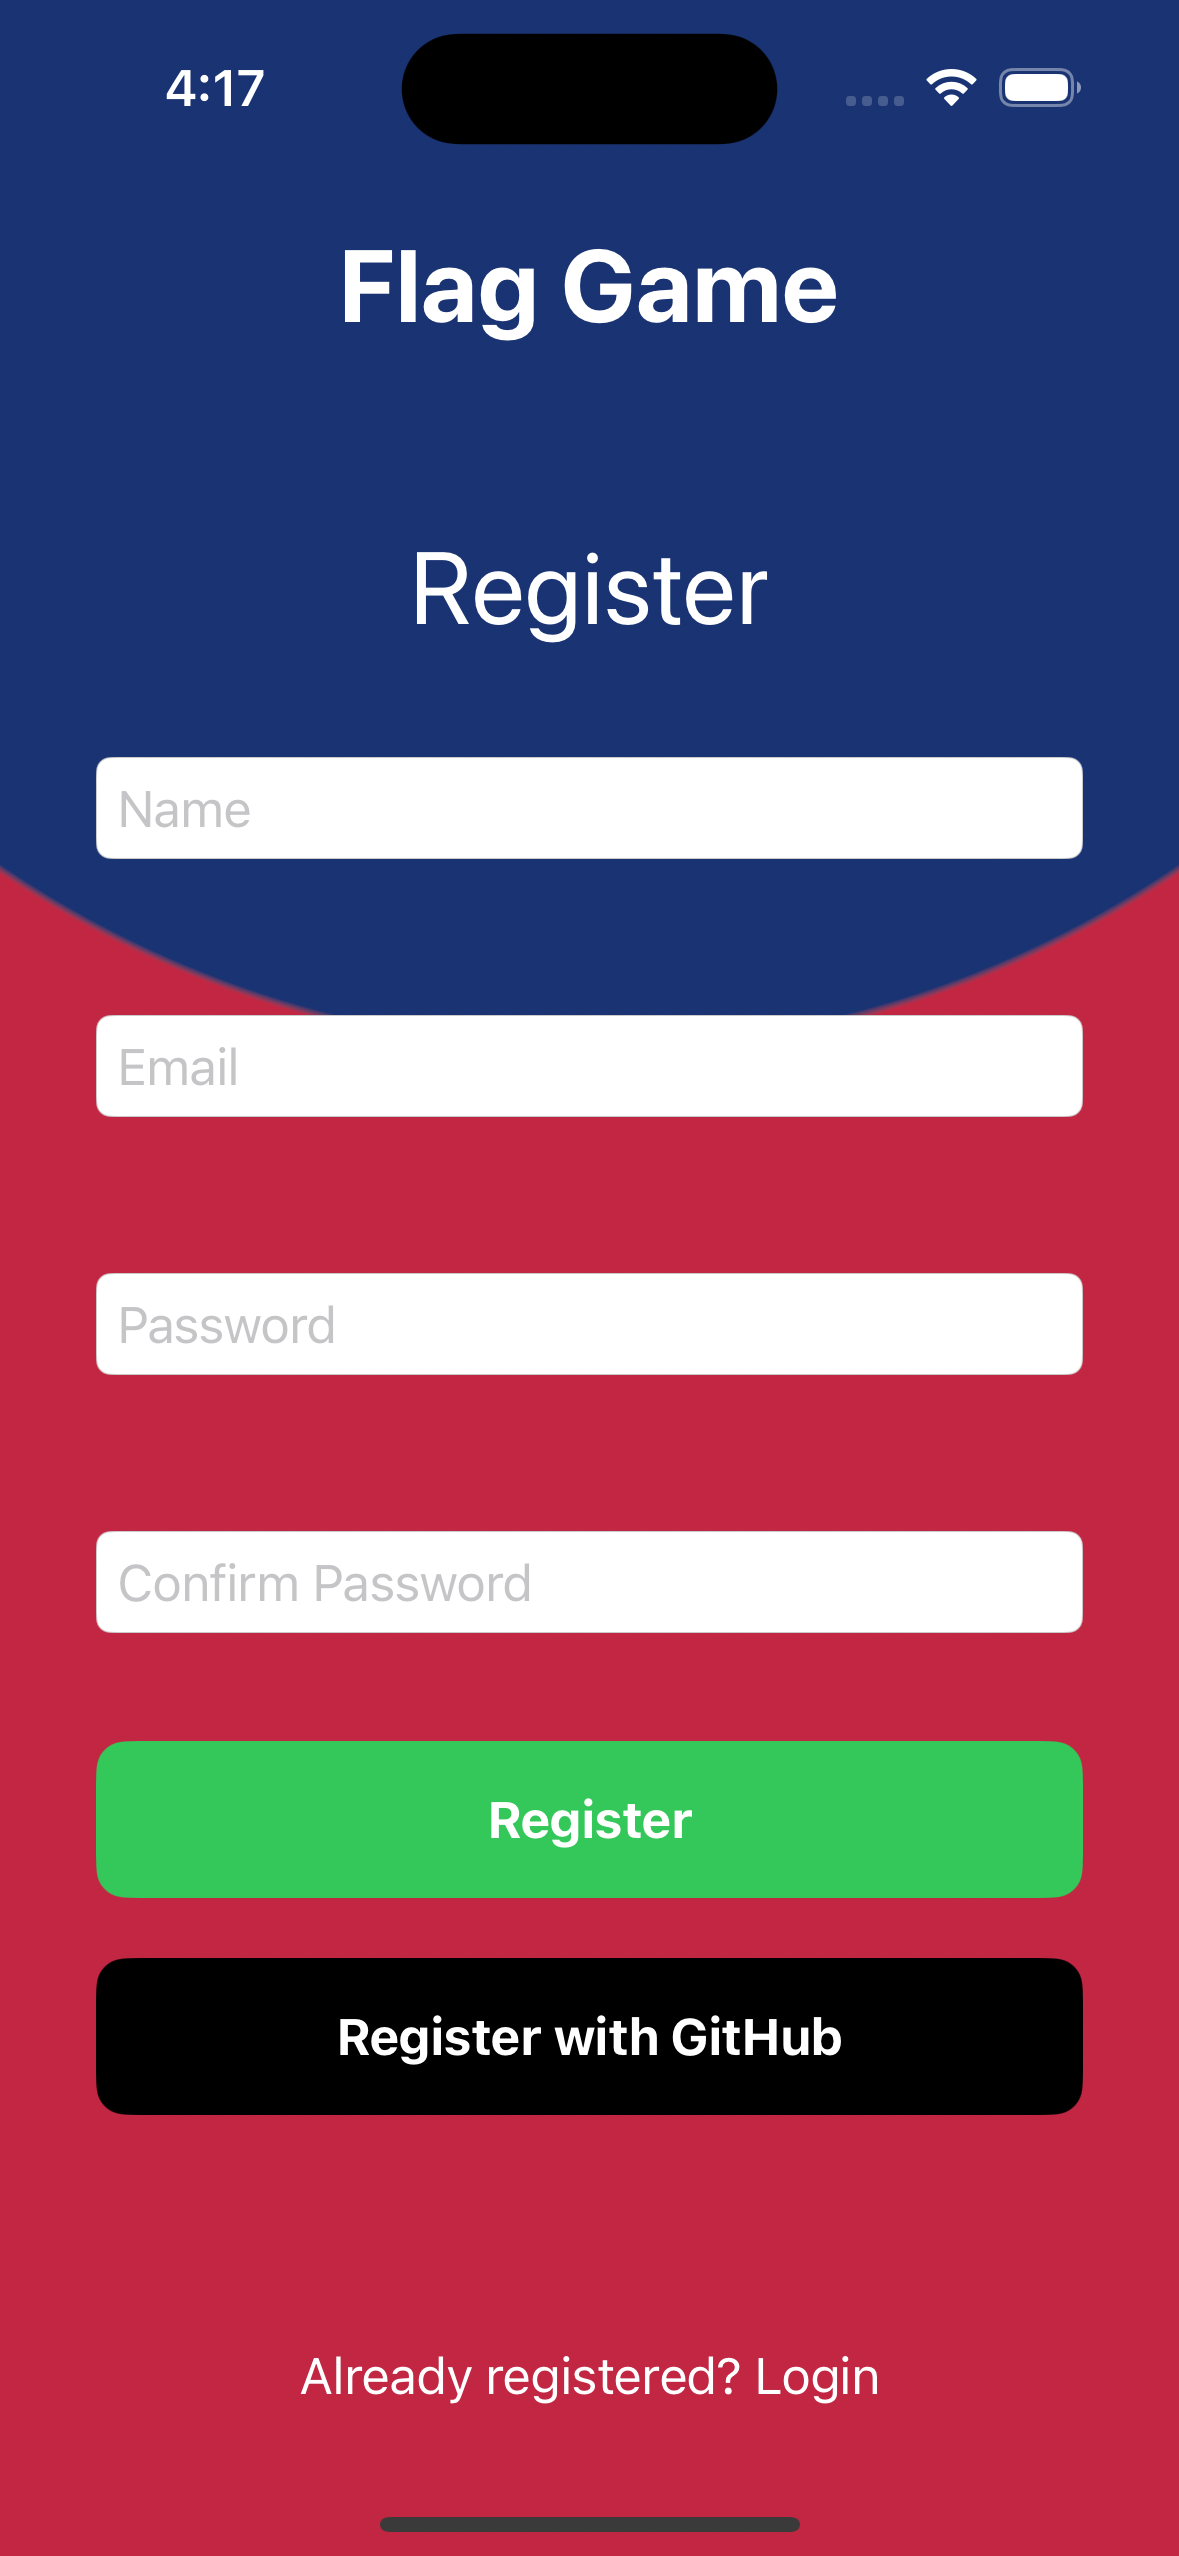 4:17
Flag Game
Register
Name
Email
Password
Confirm Password
Register
Register with GitHub
Already registered? Login